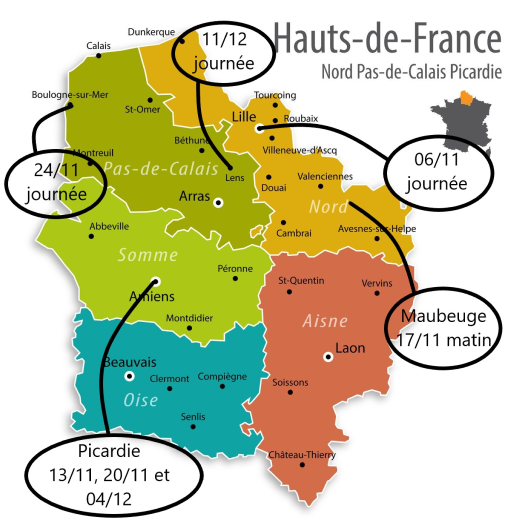 Hauts-de-France
Nord Pas-de-Calais Picardie
Dunkerque
11/12
journée
Calais
Boulogne-sur-Mer
St-Omer
Tourcoing
Lille
Roubaix
Villeneuve-d'Ascq
Béthune
Montreuil
Pas-de-Calais
Lens
24/11
journée
06/11
journée
Arras
Douai
Valenciennes
Nord
Abbeville
Cambrai
Avesnes-sur-Helpe
Somme
Péronne
Amiens
St-Quentin
Vervins
Montdidier
Aisne
Maubeuge
17/11 matin
Laon
Beauvais
Clermont
Compiègne
Soissons
Oise
Senlis
Château-Thierry
Picardie
13/11, 20/11 et
04/12